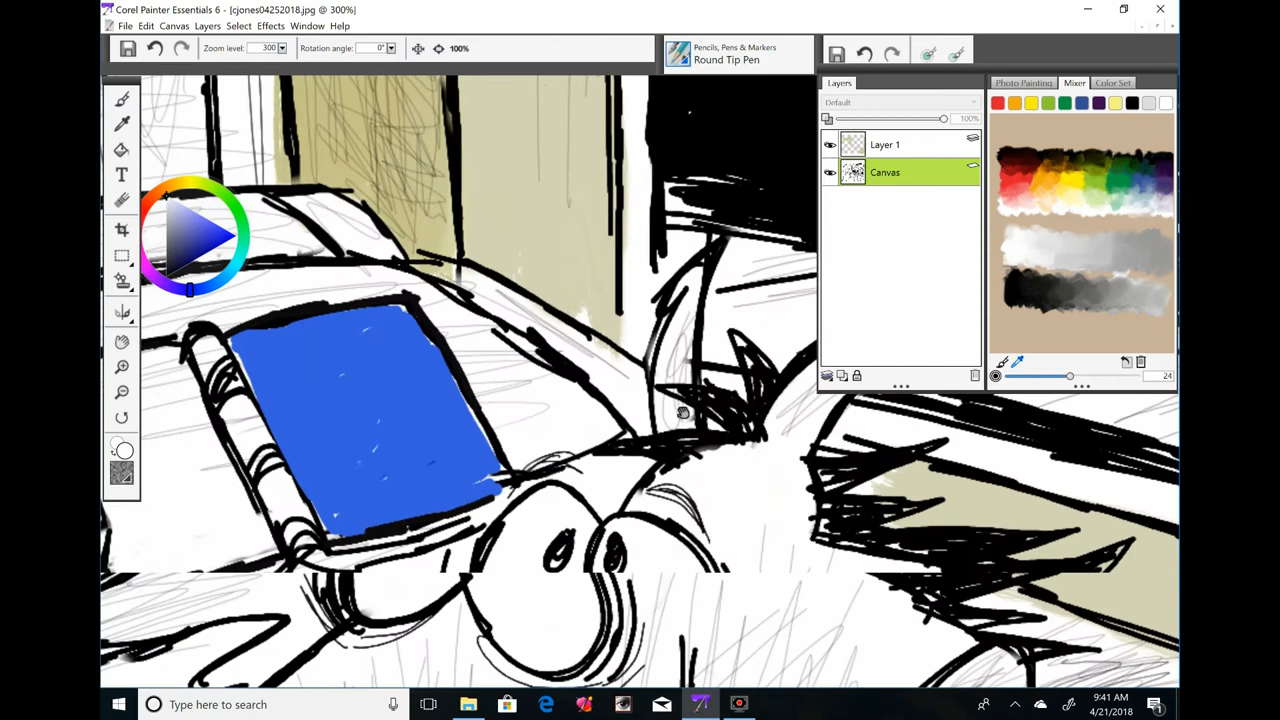 Corel Painter Essentials 6 - [cjones04252018.jpg @ 300%]
File Edit Canvas Layers Select Effects Window Help
Zoom level: 300 Rotation angle: 0° 100%
Pencils, Pens & Markers
Round Tip Pen
Layers
Default
100%
Layer 1
Canvas
Photo Painting Mixer Color Set
24
T
Type here to search
9:41 AM
4/21/2018
1